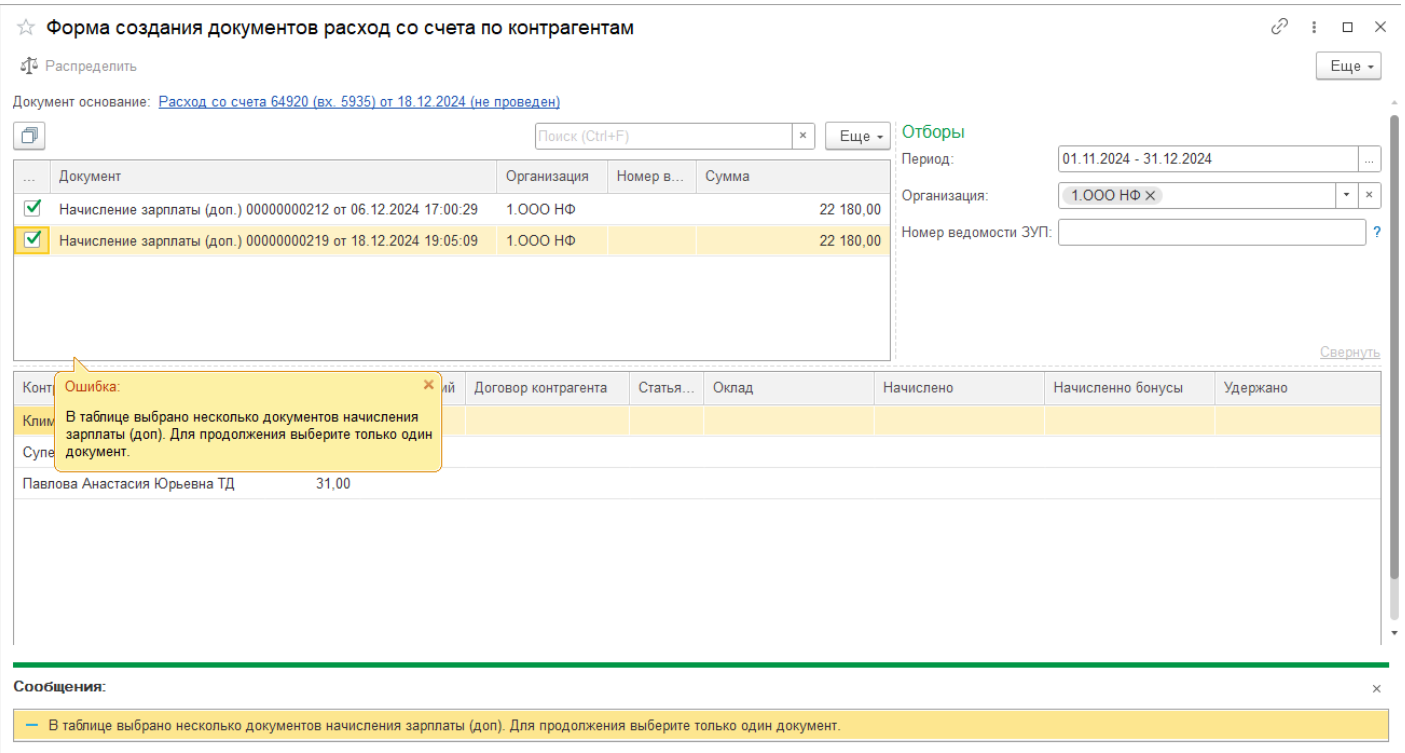 Форма создания документов расход со счета по контрагентам
Распределить
Еще
Документ основание: Расход со счета 64920 (вх. 5935) от 18.12.2024 (не проведен)
Поиск (Ctrl+F)
×
Еще
Отборы
... Документ Организация Номер в... Сумма
Начисление зарплаты (доп.) 00000000212 от 06.12.2024 17:00:29 1.ООО НФ 22 180,00
Начисление зарплаты (доп.) 00000000219 от 18.12.2024 19:05:09 1.ООО НФ 22 180,00
Период: 01.11.2024 - 31.12.2024 ...
Организация: 1.ООО НФ × ×
Номер ведомости ЗУП: ?
Свернуть
Конт ий Договор контрагента Статья... Оклад Начислено Начисленно бонусы Удержано
Клим
Супе
Павлова Анастасия Юрьевна ТД 31,00
Ошибка:
В таблице выбрано несколько документов начисления
зарплаты (доп). Для продолжения выберите только один
документ.
Сообщения:
– В таблице выбрано несколько документов начисления зарплаты (доп). Для продолжения выберите только один документ.